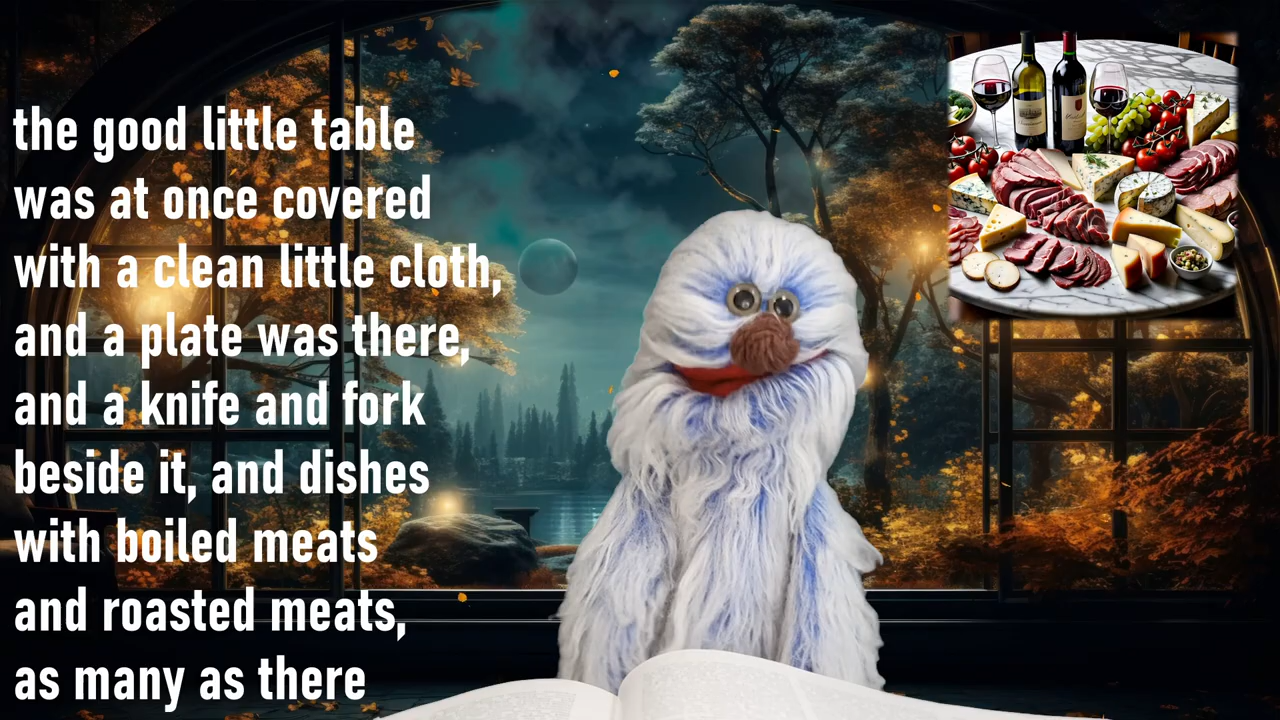 the good little table
was at once covered
with a clean little cloth,
and a plate was there,
and a knife and fork
beside it, and dishes
with boiled meats
and roasted meats,
as many as there